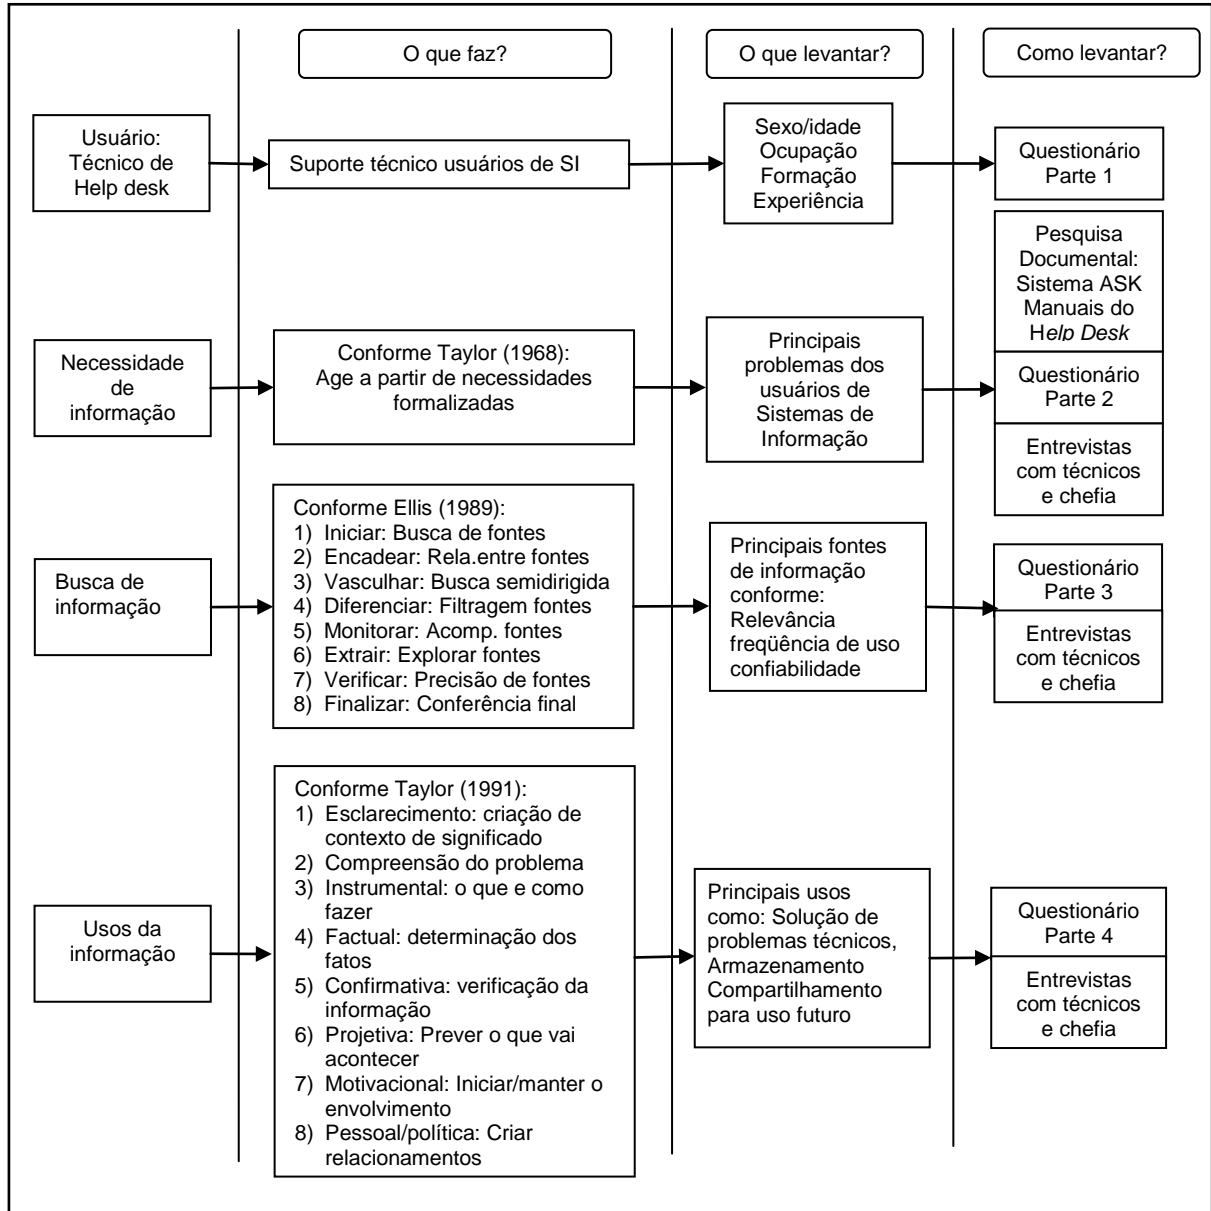 O que faz?
O que levantar?
Como levantar?
Usuário:
Técnico de
Help desk
Suporte técnico usuários de SI
Sexo/idade
Ocupação
Formação
Experiência
Questionário
Parte 1
Necessidade
de
informação
Conforme Taylor (1968):
Age a partir de necessidades
formalizadas
Principais
problemas dos
usuários de
Sistemas de
Informação
Pesquisa
Documental:
Sistema ASK
Manuais do
Help Desk
Questionário
Parte 2
Entrevistas
com técnicos
e chefia
Busca de
informação
Conforme Ellis (1989):
1) Iniciar: Busca de fontes
2) Encadear: Rela.entre fontes
3) Vasculhar: Busca semidirigida
4) Diferenciar: Filtragem fontes
5) Monitorar: Acomp. fontes
6) Extrair: Explorar fontes
7) Verificar: Precisão de fontes
8) Finalizar: Conferência final
Principais fontes
de informação
conforme:
Relevância
freqüência de uso
confiabilidade
Questionário
Parte 3
Entrevistas
com técnicos
e chefia
Usos da
informação
Conforme Taylor (1991):
1) Esclarecimento: criação de
contexto de significado
2) Compreensão do problema
3) Instrumental: o que e como
fazer
4) Factual: determinação dos
fatos
5) Confirmativa: verificação da
informação
6) Projetiva: Prever o que vai
acontecer
7) Motivacional: Iniciar/manter o
envolvimento
8) Pessoal/política: Criar
relacionamentos
Principais usos
como: Solução de
problemas técnicos,
Armazenamento
Compartilhamento
para uso futuro
Questionário
Parte 4
Entrevistas
com técnicos
e chefia